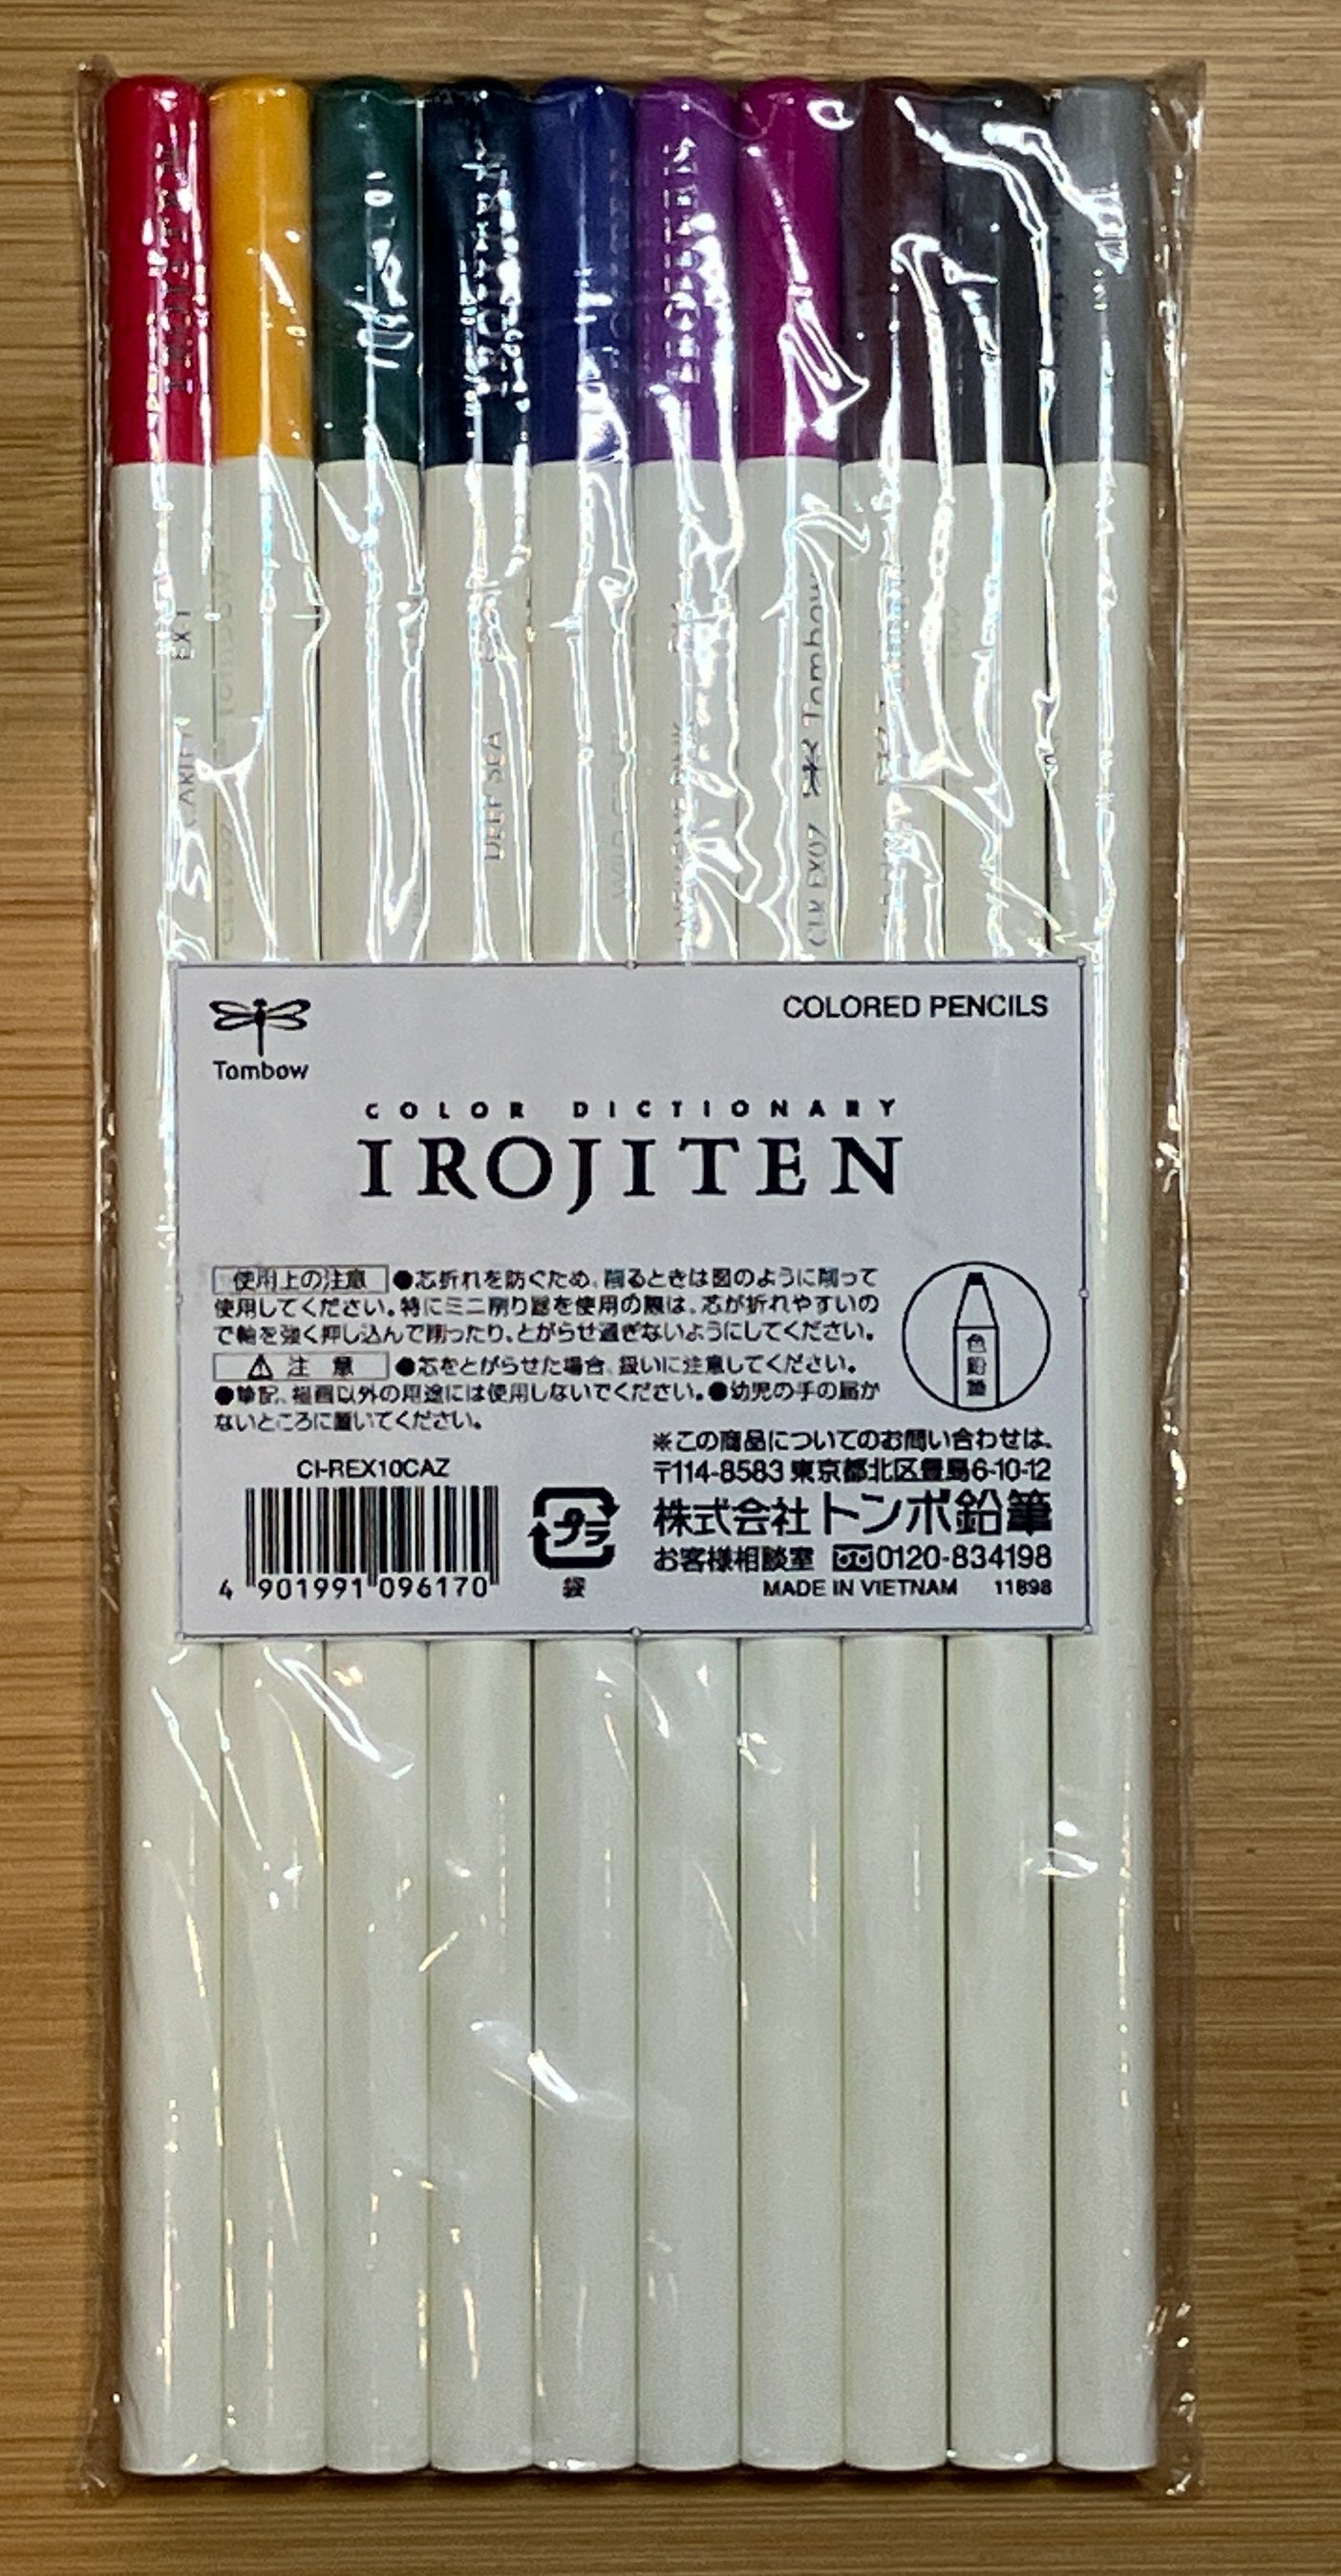 EX-1
DEEP SEA
CIR EX07 Tombow
Tombow
COLORED PENCILS
COLOR DICTIONARY
IROJITEN
使用上の注意 ●芯折れを防ぐため、削るときは図のように削って
使用してください。特にミニ削り器を使用の際は、芯が折れやすいの
で軸を強く押し込んで削ったり、とがらせ過ぎないようにしてください。
⚠ 注 意 ●芯をとがらせた場合、扱いに注意してください。
●筆記、描画以外の用途には使用しないでください。●幼児の手の届か
ないところに置いてください。
色鉛筆
※このの商品についてのお問い合わせは、
〒114-8583 東京都北区豊島6-10-12
株式会社トンボ鉛筆
お客様相談室 0120-834198
MADE IN VIETNAM 11898
CI-REX10CAZ
4 901991 096170
プラ
袋